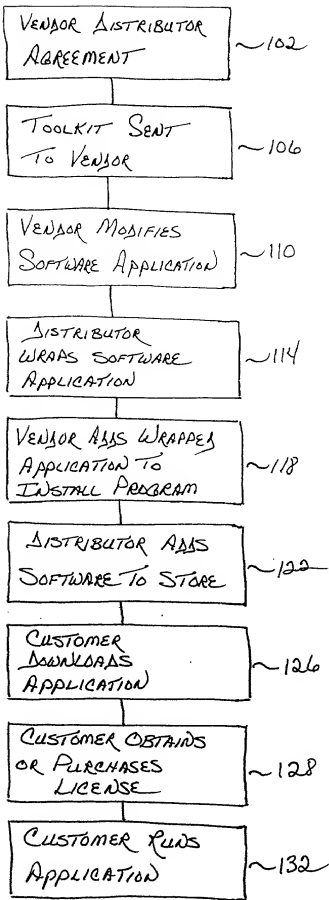 VENDOR DISTRIBUTOR
AGREEMENT
~102
TOOLKIT SENT
TO VENDOR
~106
VENDOR MODIFIES
SOFTWARE APPLICATION
~110
DISTRIBUTOR
WRAPS SOFTWARE
APPLICATION
~114
VENDOR ADDS WRAPPED
APPLICATION TO
INSTALL PROGRAM
~118
DISTRIBUTOR ADDS
SOFTWARE TO STORE
~122
CUSTOMER
DOWNLOADS
APPLICATION
~126
CUSTOMER OBTAINS
OR PURCHASES
LICENSE
~128
CUSTOMER RUNS
APPLICATION
~132